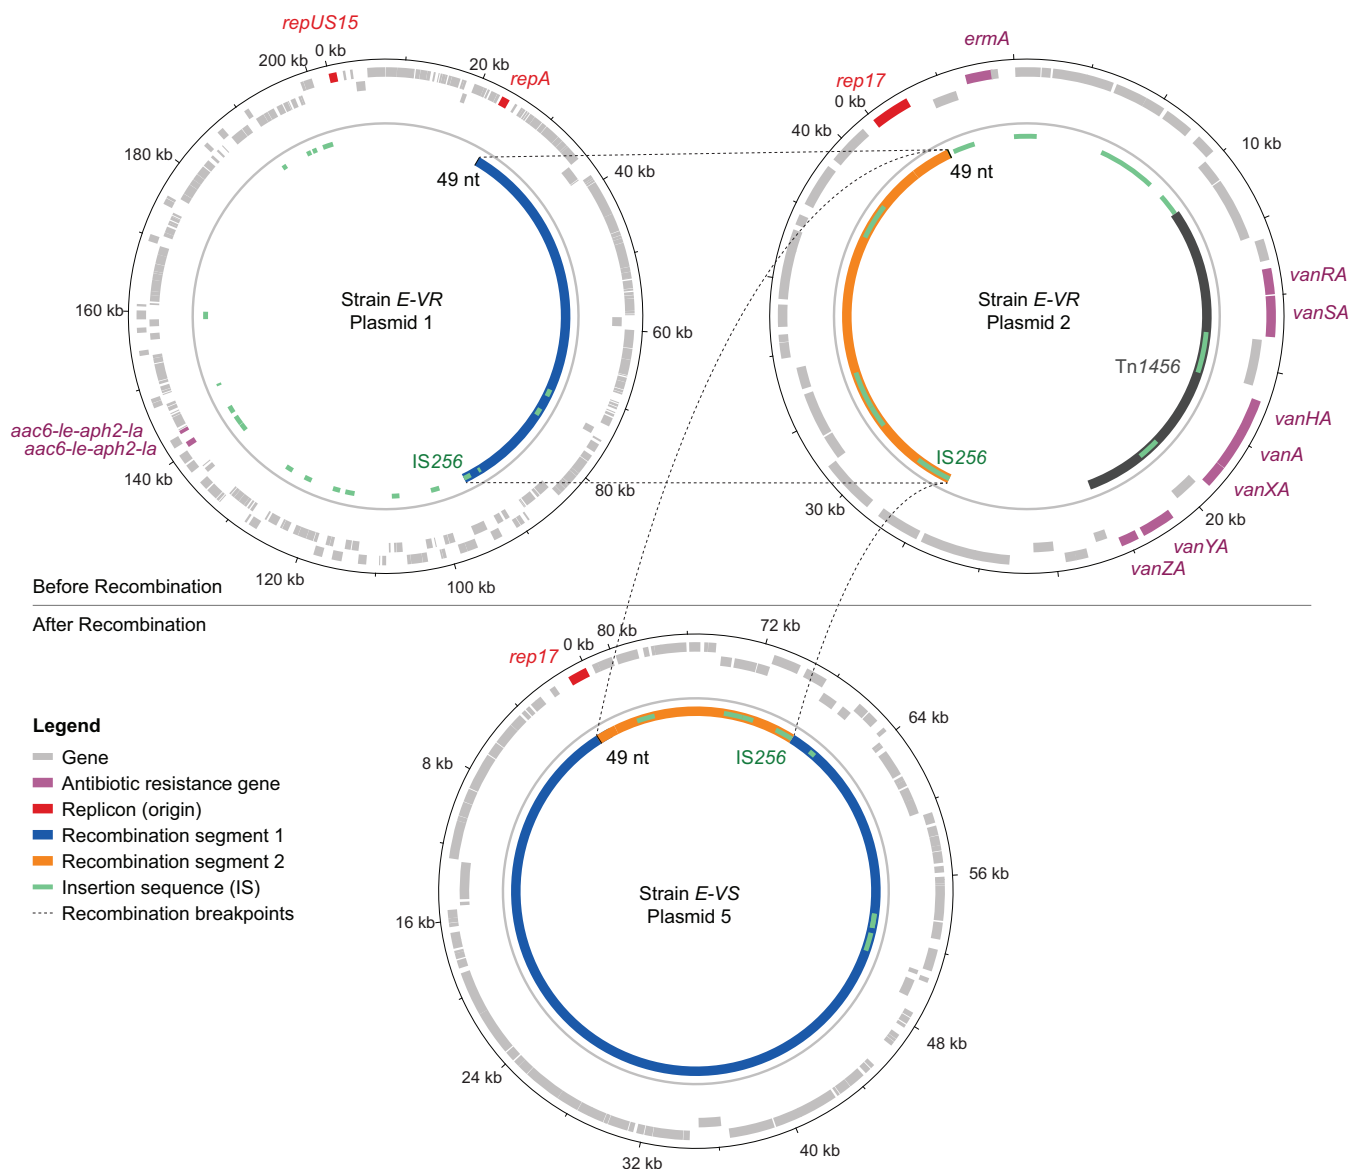 repUS15
200 kb
0 kb
20 kb
repA
49 nt
40 kb
180 kb
Strain E-VR
Plasmid 1
160 kb
60 kb
aac6-Ie-aph2-Ia
aac6-Ie-aph2-Ia
140 kb
IS256
80 kb
120 kb
100 kb
ermA
rep17
0 kb
40 kb
10 kb
49 nt
vanRA
Strain E-VR
Plasmid 2
vanSA
Tn1456
vanHA
vanA
IS256
vanXA
30 kb
20 kb
vanYA
vanZA
Before Recombination
After Recombination
rep17
0 kb
80 kb
72 kb
64 kb
49 nt
IS256
8 kb
56 kb
Strain E-VS
Plasmid 5
16 kb
48 kb
24 kb
40 kb
32 kb
Legend
Gene
Antibiotic resistance gene
Replicon (origin)
Recombination segment 1
Recombination segment 2
Insertion sequence (IS)
Recombination breakpoints